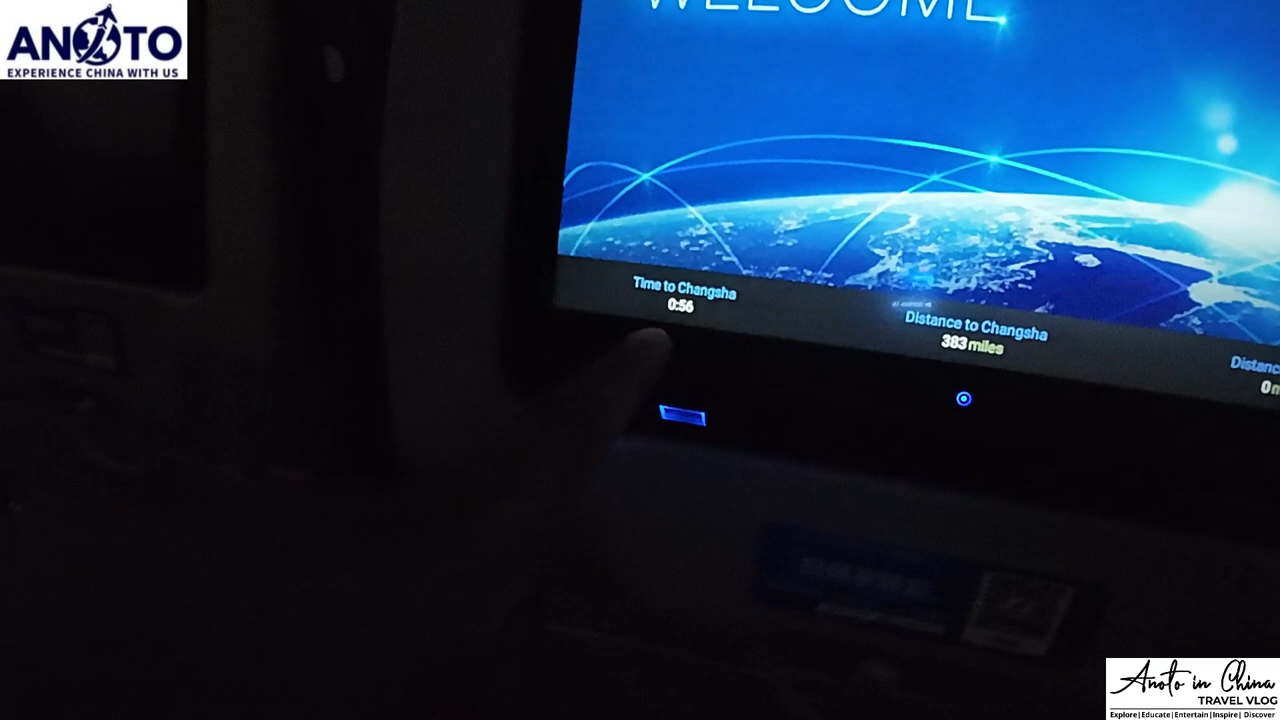 ANOTO
EXPERIENCE CHINA WITH US
WELCOME
Time to Changsha
0:56
Distance to Changsha
383 miles
Anoto in China
TRAVEL VLOG
Explore|Educate|Entertain|Inspire| Discover